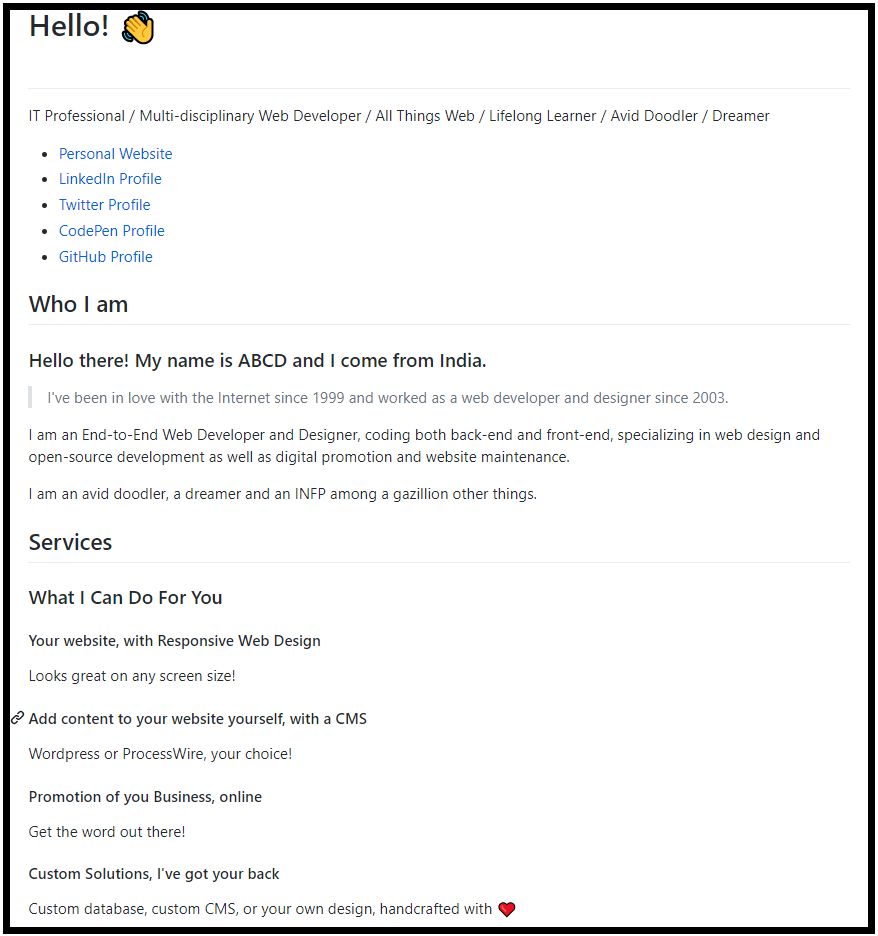 Hello! 👋
IT Professional / Multi-disciplinary Web Developer / All Things Web / Lifelong Learner / Avid Doodler / Dreamer
Personal Website
LinkedIn Profile
Twitter Profile
CodePen Profile
GitHub Profile
Who I am
Hello there! My name is ABCD and I come from India.
I've been in love with the Internet since 1999 and worked as a web developer and designer since 2003.
I am an End-to-End Web Developer and Designer, coding both back-end and front-end, specializing in web design and
open-source development as well as digital promotion and website maintenance.
I am an avid doodler, a dreamer and an INFP among a gazillion other things.
Services
What I Can Do For You
Your website, with Responsive Web Design
Looks great on any screen size!
Add content to your website yourself, with a CMS
Wordpress or ProcessWire, your choice!
Promotion of you Business, online
Get the word out there!
Custom Solutions, I've got your back
Custom database, custom CMS, or your own design, handcrafted with ❤️